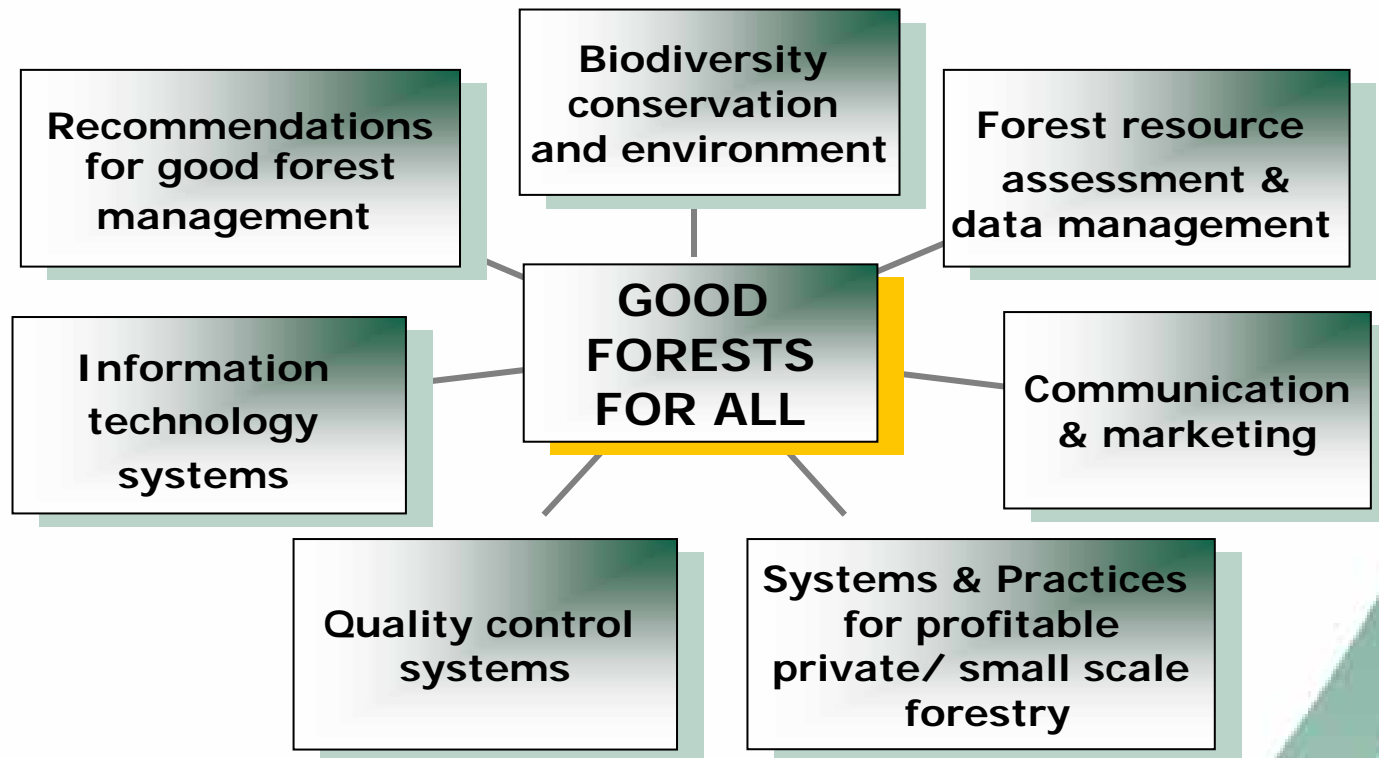 Biodiversity
conservation
and environment
Recommendations
for good forest
management
Forest resource
assessment &
data management
GOOD
FORESTS
FOR ALL
Information
technology
systems
Communication
& marketing
Quality control
systems
Systems & Practices
for profitable
private/ small scale
forestry